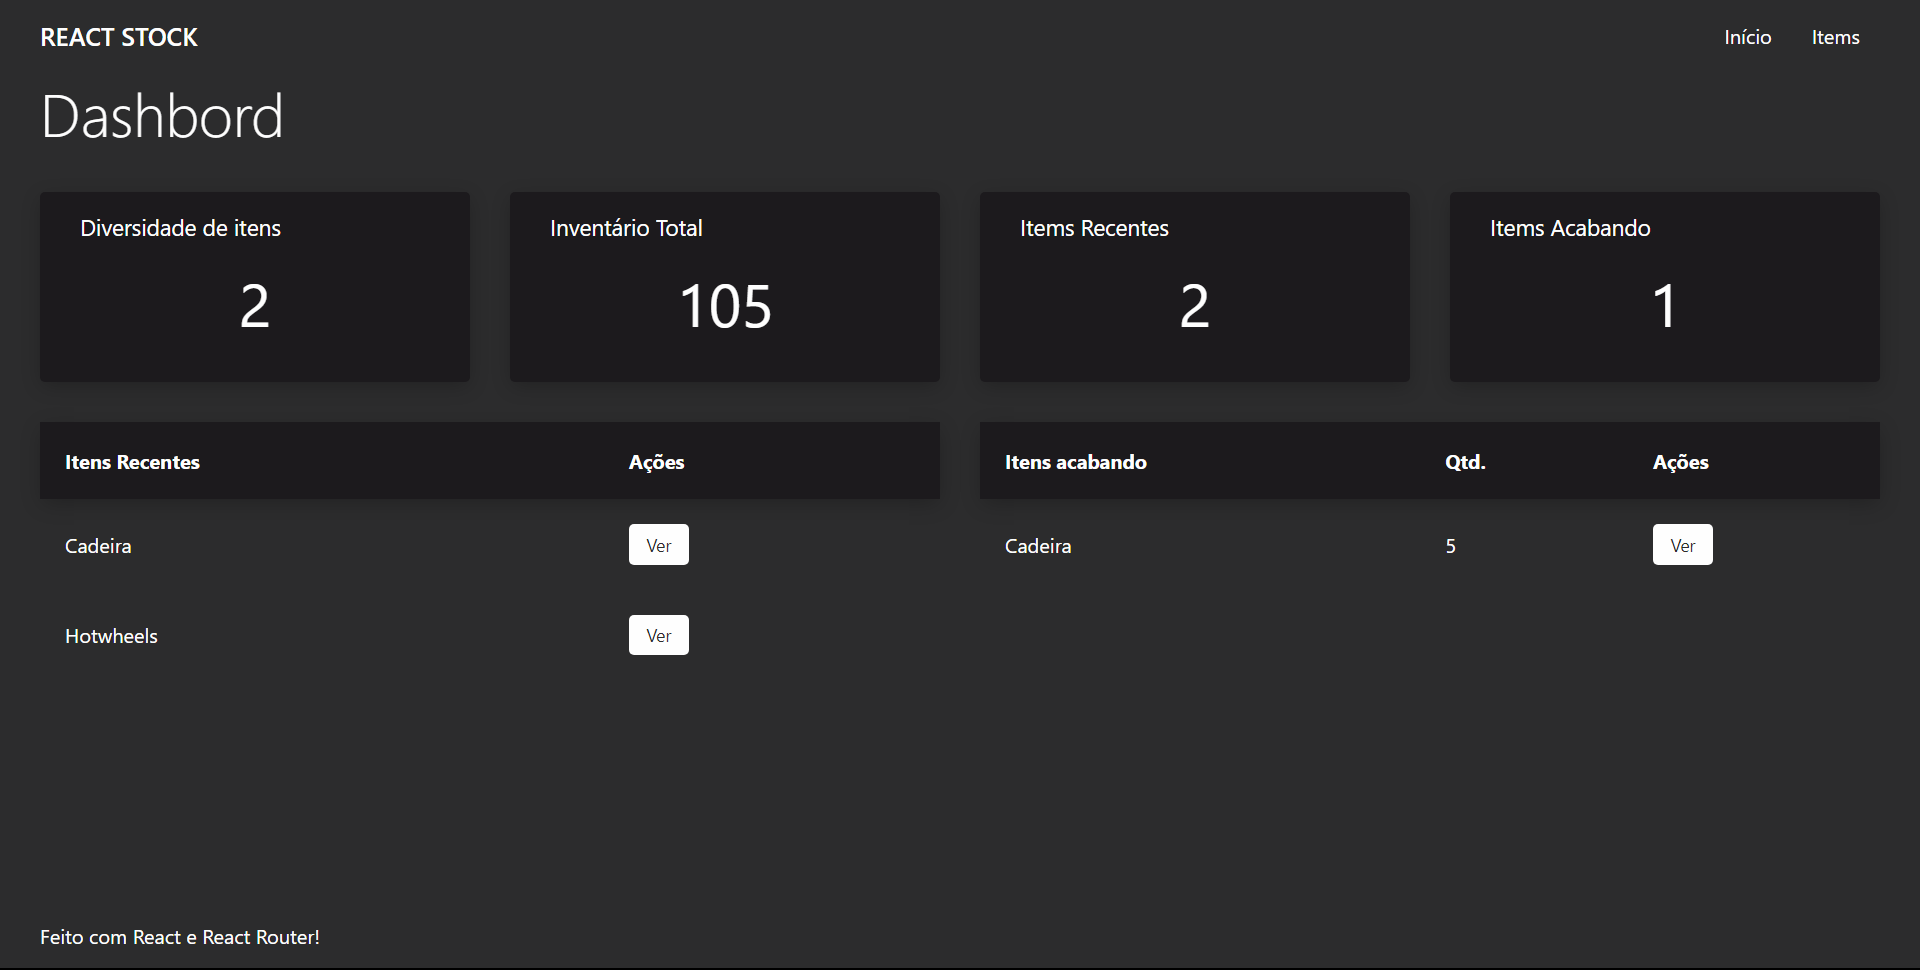 REACT STOCK
Início Items
Dashbord
Diversidade de itens
2
Inventário Total
105
Items Recentes
2
Items Acabando
1
Itens Recentes Ações
Cadeira Ver
Hotwheels Ver
Itens acabando Qtd. Ações
Cadeira 5 Ver
Feito com React e React Router!